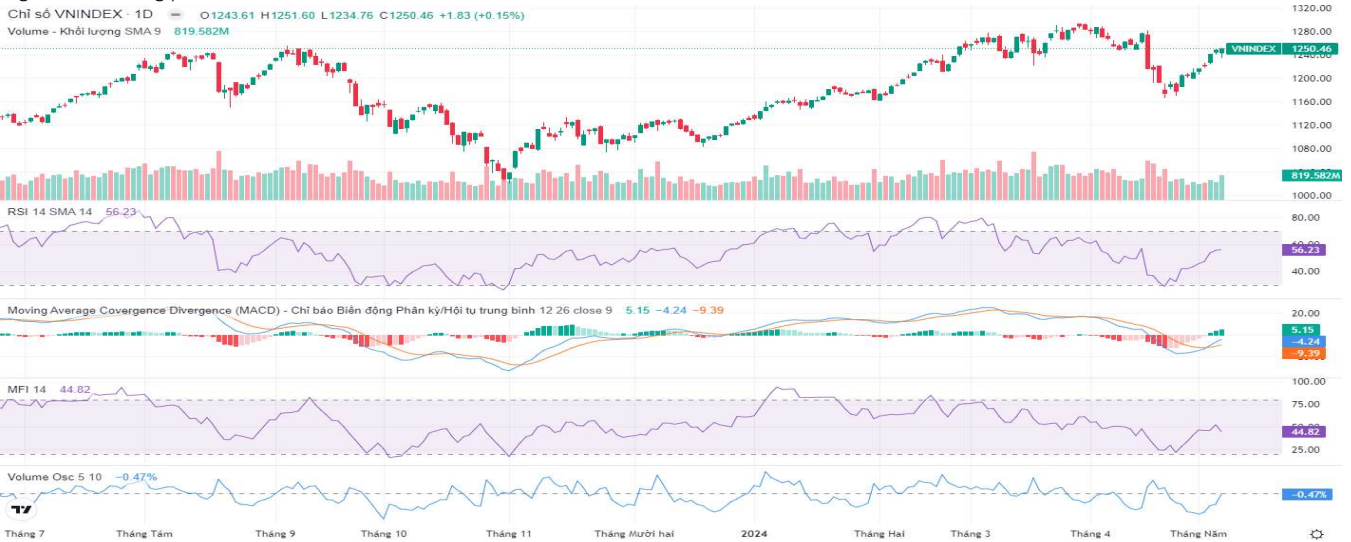 Chỉ số VNINDEX · 1D O1243.61 H1251.60 L1234.76 C1250.46 +1.83 (+0.15%)
Volume - Khối lượng SMA 9 819.582M
1320.00
1280.00
VNINDEX 1250.46
1240.00
1200.00
1160.00
1120.00
1080.00
819.582M
1000.00
RSI 14 SMA 14 56.23
80.00
60.00
56.23
40.00
Moving Average Covergence Divergence (MACD) - Chỉ báo Biến động Phân kỳ/Hội tụ trung bình 12 26 close 9 5.15 −4.24 −9.39
20.00
5.15
−4.24
−9.39
MFI 14 44.82
100.00
75.00
44.82
25.00
Volume Osc 5 10 −0.47%
−0.47%
Tháng 7 Tháng Tám Tháng 9 Tháng 10 Tháng 11 Tháng Mười hai 2024 Tháng Hai Tháng 3 Tháng 4 Tháng Năm